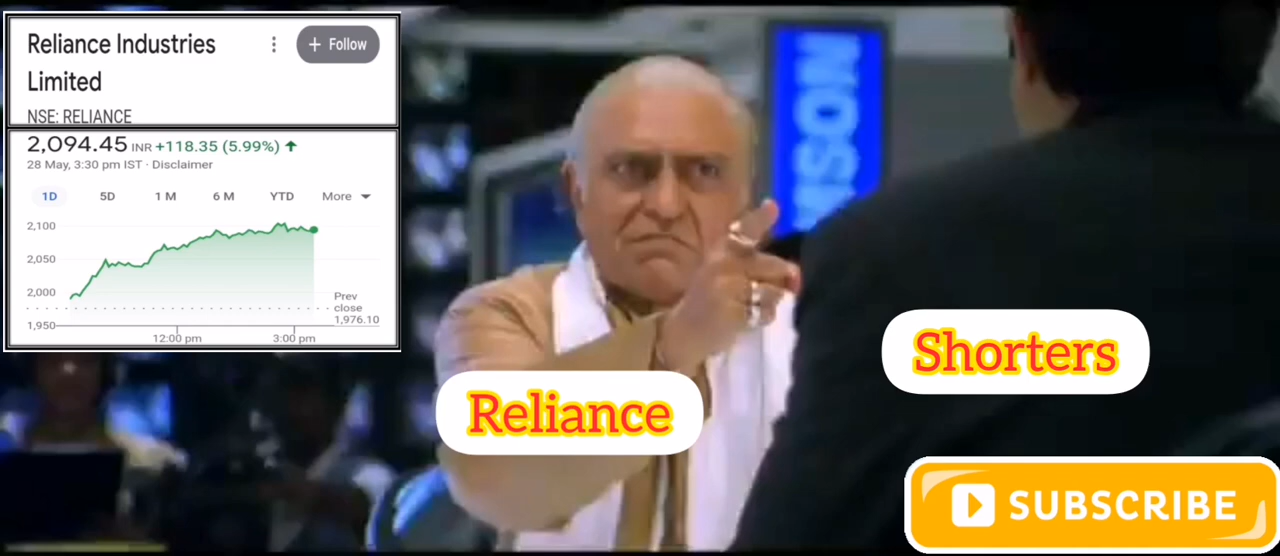 Reliance Industries
Limited
+ Follow
NSE: RELIANCE
2,094.45 INR +118.35 (5.99%) ↑
28 May, 3:30 pm IST · Disclaimer
1D 5D 1 M 6 M YTD More
2,100
2,050
2,000
1,950
Prev
close
1,976.10
12:00 pm 3:00 pm
Reliance
Shorters
SUBSCRIBE